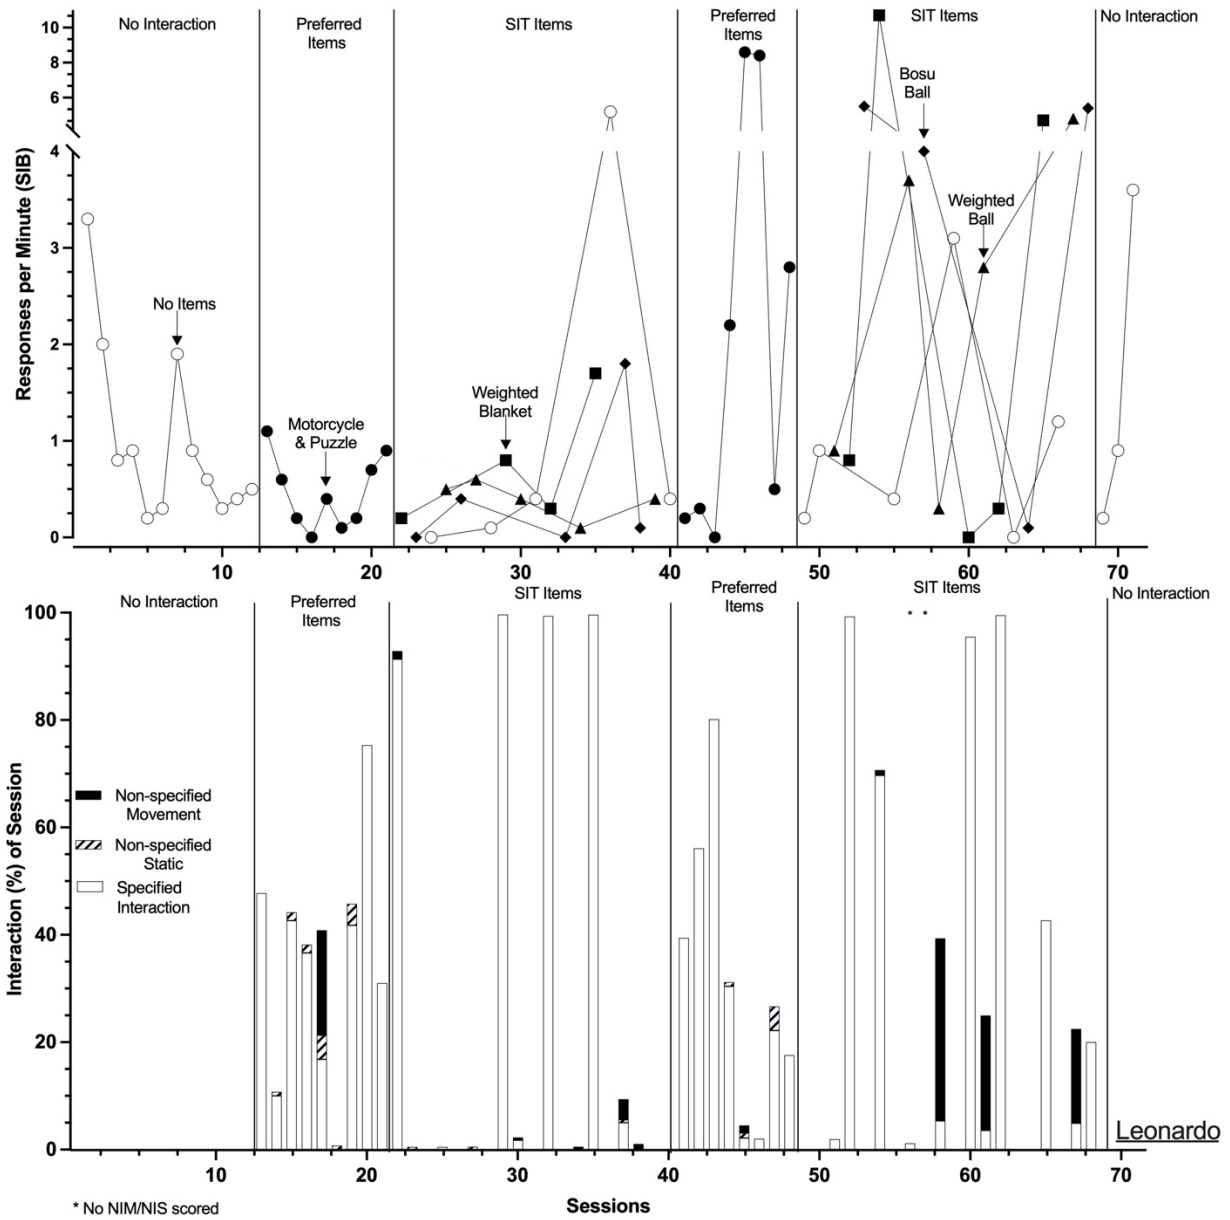 No Interaction
Preferred
Items
SIT Items
Preferred
Items
SIT Items
No Interaction
10
8
6
4
3
2
1
0
Responses per Minute (SIB)
No Items
Motorcycle
& Puzzle
Weighted
Blanket
Bosu
Ball
Weighted
Ball
10
20
30
40
50
60
70
No Interaction
Preferred
Items
SIT Items
Preferred
Items
SIT Items
No Interaction
* *
100
80
60
40
20
0
Interaction (%) of Session
Non-specified
Movement
Non-specified
Static
Specified
Interaction
Leonardo
10
20
30
40
50
60
70
Sessions
* No NIM/NIS scored